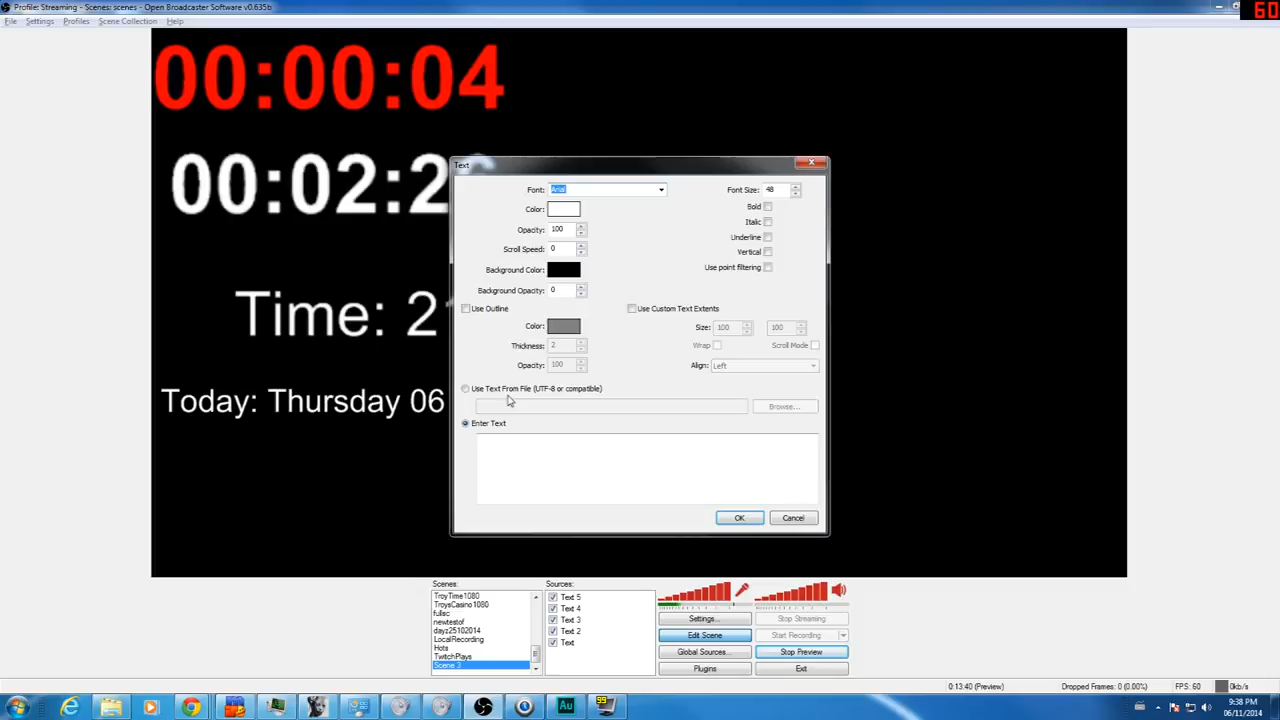 Profile: Streaming - Scenes: scenes - Open Broadcaster Software v0.635b
60
File Settings Profiles Scene Collection Help
00:00:04
00:02:2
Time: 2
Today: Thursday 06
Text
Font: Arial
Font Size: 48
Color:
Bold
Opacity: 100
Italic
Underline
Scroll Speed: 0
Vertical
Background Color:
Use point filtering
Background Opacity: 0
Use Outline
Use Custom Text Extents
Color:
Size: 100 100
Thickness: 2
Wrap
Scroll Mode
Opacity: 100
Align: Left
Use Text From File (UTF-8 or compatible)
Browse...
Enter Text
OK
Cancel
Scenes:
TroyTime1080
TroysCasino1080
fullsc
newtestof
dayz25102014
LocalRecording
Hots
TwitchPlays
Scene 3
Sources:
Text 5
Text 4
Text 3
Text 2
Text
Settings...
Stop Streaming
Edit Scene
Start Recording
Global Sources...
Stop Preview
Plugins
Exit
0:13:40 (Preview)
Dropped Frames: 0 (0.00%)
FPS: 60
0kb/s
Au
99
9:38 PM
06/11/2014